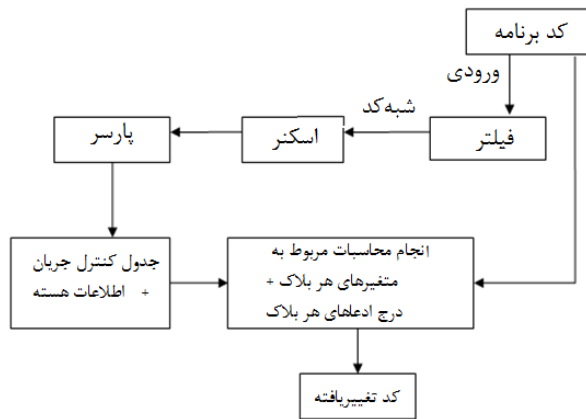 کد برنامه
ورودی
شبه‌کد
فیلتر
اسکنر
پارسر
جدول کنترل جریان
+ اطلاعات هسته
انجام محاسبات مربوط به
متغیرهای هر بلاک +
درج ادعاهای هر بلاک
کد تغییریافته